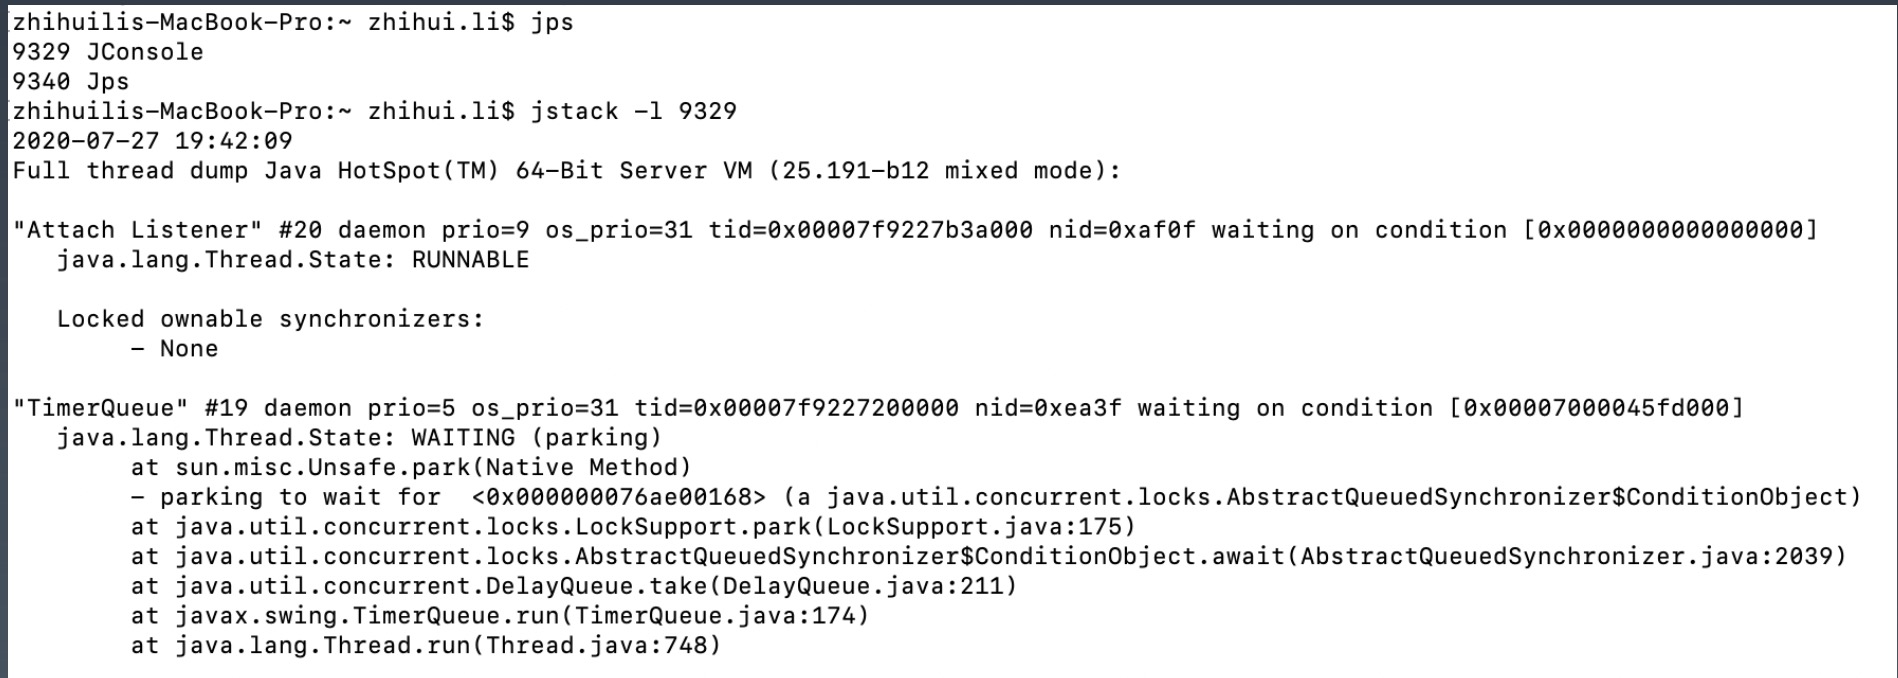 zhihuilis-MacBook-Pro:~ zhihui.li$ jps
9329 JConsole
9340 Jps
zhihuilis-MacBook-Pro:~ zhihui.li$ jstack -l 9329
2020-07-27 19:42:09
Full thread dump Java HotSpot(TM) 64-Bit Server VM (25.191-b12 mixed mode):

"Attach Listener" #20 daemon prio=9 os_prio=31 tid=0x00007f9227b3a000 nid=0xaf0f waiting on condition [0x0000000000000000]
   java.lang.Thread.State: RUNNABLE

   Locked ownable synchronizers:
        - None

"TimerQueue" #19 daemon prio=5 os_prio=31 tid=0x00007f9227200000 nid=0xea3f waiting on condition [0x00007000045fd000]
   java.lang.Thread.State: WAITING (parking)
        at sun.misc.Unsafe.park(Native Method)
        - parking to wait for  <0x000000076ae00168> (a java.util.concurrent.locks.AbstractQueuedSynchronizer$ConditionObject)
        at java.util.concurrent.locks.LockSupport.park(LockSupport.java:175)
        at java.util.concurrent.locks.AbstractQueuedSynchronizer$ConditionObject.await(AbstractQueuedSynchronizer.java:2039)
        at java.util.concurrent.DelayQueue.take(DelayQueue.java:211)
        at javax.swing.TimerQueue.run(TimerQueue.java:174)
        at java.lang.Thread.run(Thread.java:748)